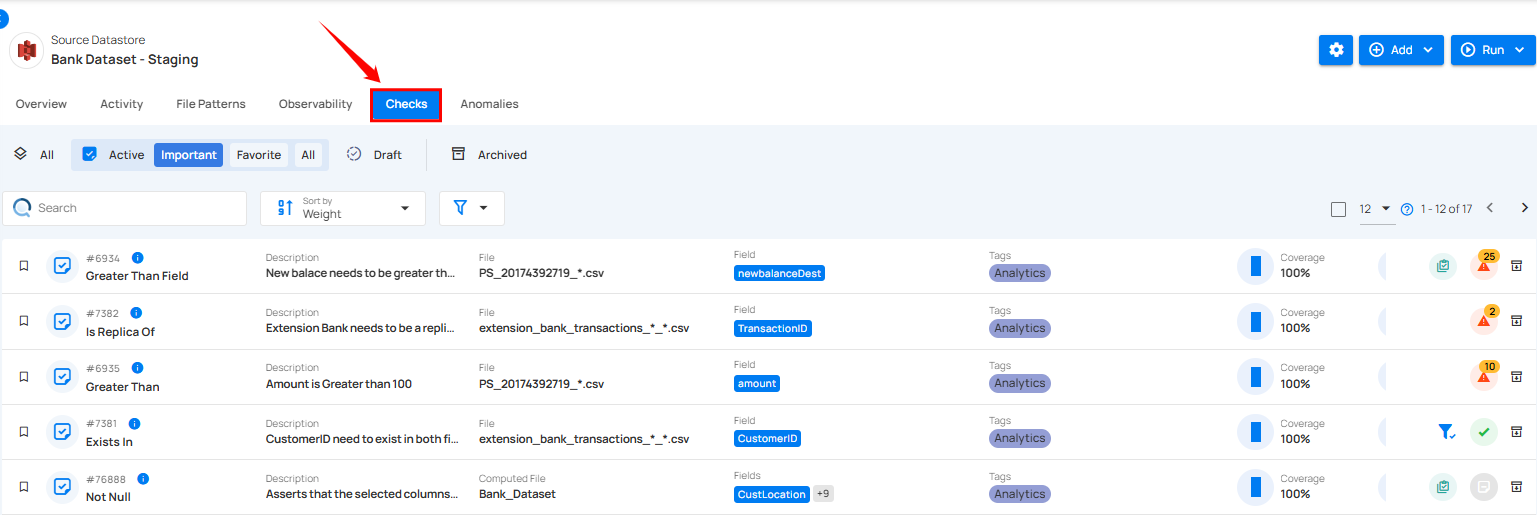 Source Datastore
Bank Dataset - Staging
Add
Run
Overview Activity File Patterns Observability Checks Anomalies
All Active Important Favorite All Draft Archived
Search
Sort by
Weight
12 1 - 12 of 17
#6934 Description File Field Tags Coverage 25
Greater Than Field New balace needs to be greater th... PS_20174392719_*.csv newbalanceDest Analytics 100%
#7382 Description File Field Tags Coverage 2
Is Replica Of Extension Bank needs to be a repli... extension_bank_transactions_*_*.csv TransactionID Analytics 100%
#6935 Description File Field Tags Coverage 10
Greater Than Amount is Greater than 100 PS_20174392719_*.csv amount Analytics 100%
#7381 Description File Field Tags Coverage
Exists In CustomerID need to exist in both fi... extension_bank_transactions_*_*.csv CustomerID Analytics 100%
#76888 Description Computed File Fields Tags Coverage
Not Null Asserts that the selected columns... Bank_Dataset CustLocation +9 Analytics 100%